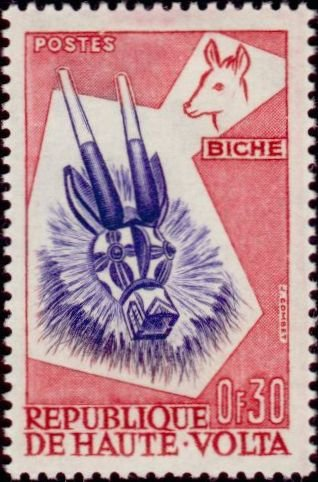 POSTES
BICHE
J. COMBET
0F30
REPUBLIQUE
DE HAUTE·VOLTA